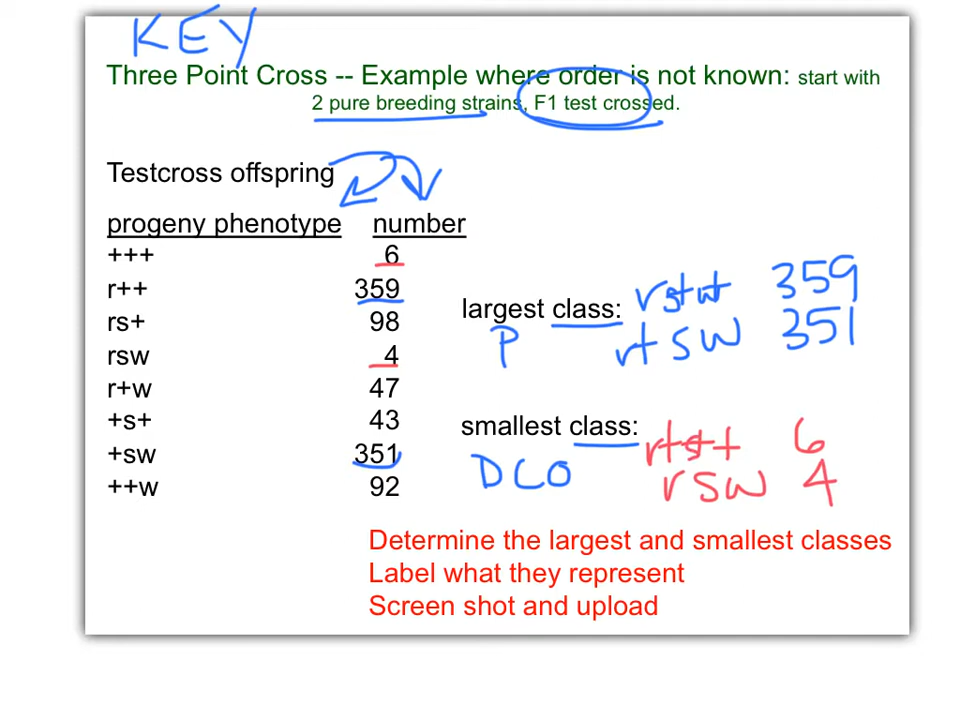 KEY
Three Point Cross -- Example where order is not known: start with
2 pure breeding strains, F1 test crossed.
Testcross offspring
progeny phenotype number
+++ 6
r++ 359
rs+ 98
rsw 4
r+w 47
+s+ 43
+sw 351
++w 92
largest class: r s+ w+ 359
P r+ s w 351
smallest class: r+ s+ + 6
DCO r s w 4
Determine the largest and smallest classes
Label what they represent
Screen shot and upload